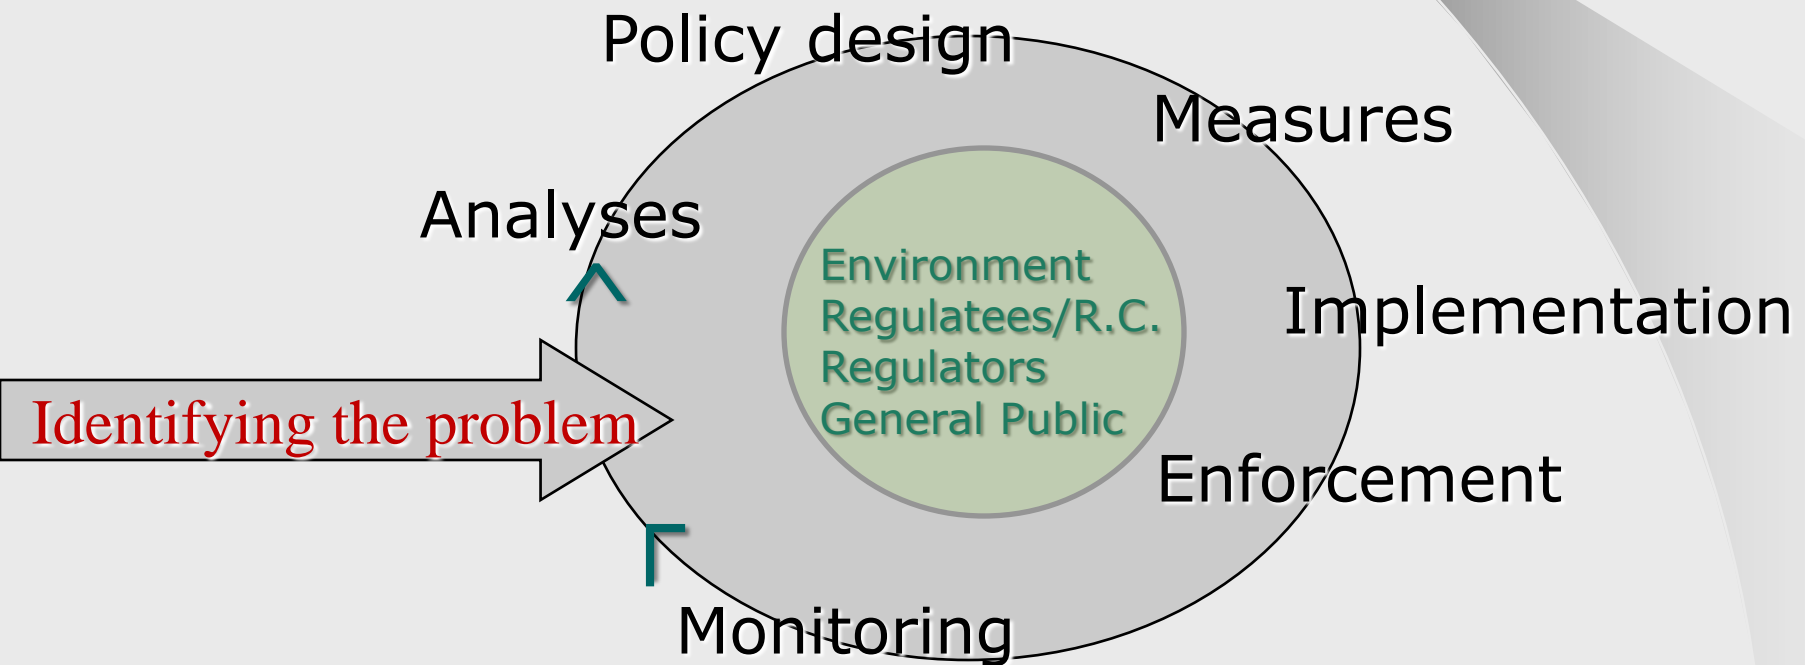 Policy design
Measures
Analyses
Environment
Regulatees/R.C.
Regulators
General Public
Implementation
Identifying the problem
Enforcement
Monitoring